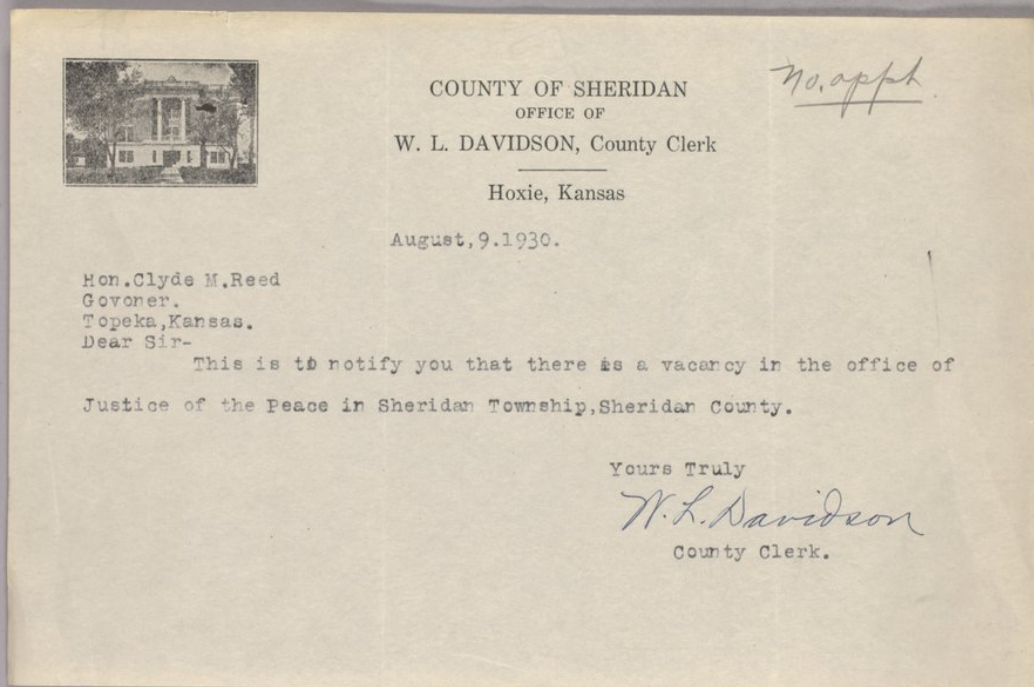 No. appt
COUNTY OF SHERIDAN
OFFICE OF
W. L. DAVIDSON, County Clerk
Hoxie, Kansas
August,9.1930.
Hon.Clyde M.Reed
Govoner.
Topeka,Kansas.
Dear Sir-
This is to notify you that there is a vacancy in the office of
Justice of the Peace in Sheridan Township,Sheridan County.
Yours Truly
W. L. Davidson
County Clerk.